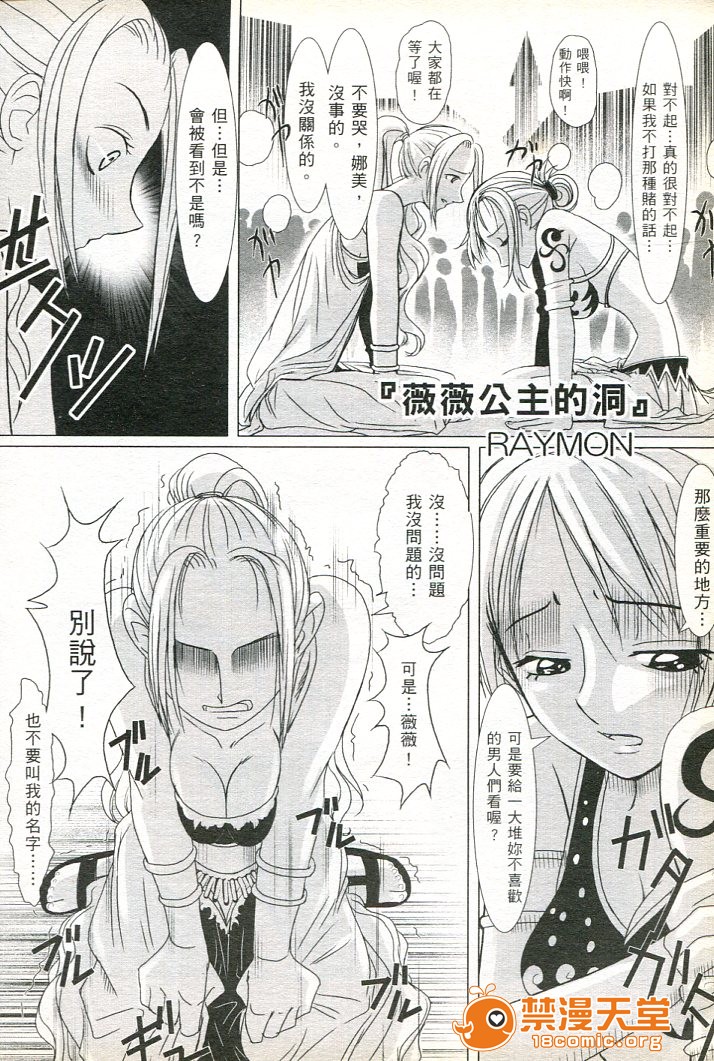 喂喂！
動作快啊！
對不起…真的很對不起…
如果我不打那種賭的話…
大家都在
等了喔！
不要哭，娜美，
沒事的。
我沒關係的。
但…但是…
會被看到不是嗎？
『薇薇公主的洞』
RAYMON
那麼重要的地方…
可是要給一大堆妳不喜歡
的男人們看喔？
沒……沒問題
我沒問題的…
可是…薇薇！
別說了！
也不要叫我的名字……
ガタ
ガタ
禁漫天堂
18comic.org